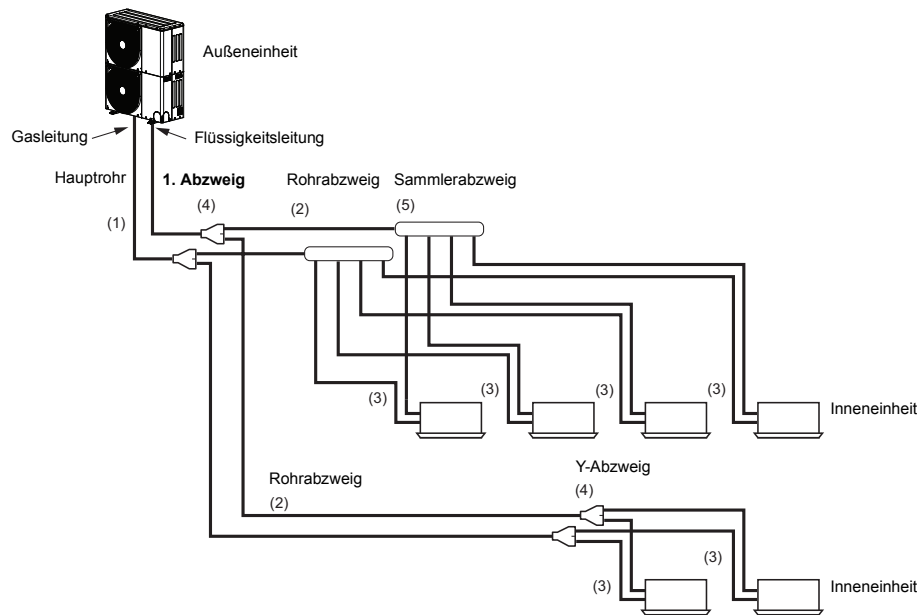 Außeneinheit
Gasleitung
Flüssigkeitsleitung
Hauptrohr
1. Abzweig
Rohrabzweig
Sammlerabzweig
(1)
(4)
(2)
(5)
(3)
(3)
(3)
(3)
Inneneinheit
Rohrabzweig
(2)
Y-Abzweig
(4)
(3)
(3)
Inneneinheit